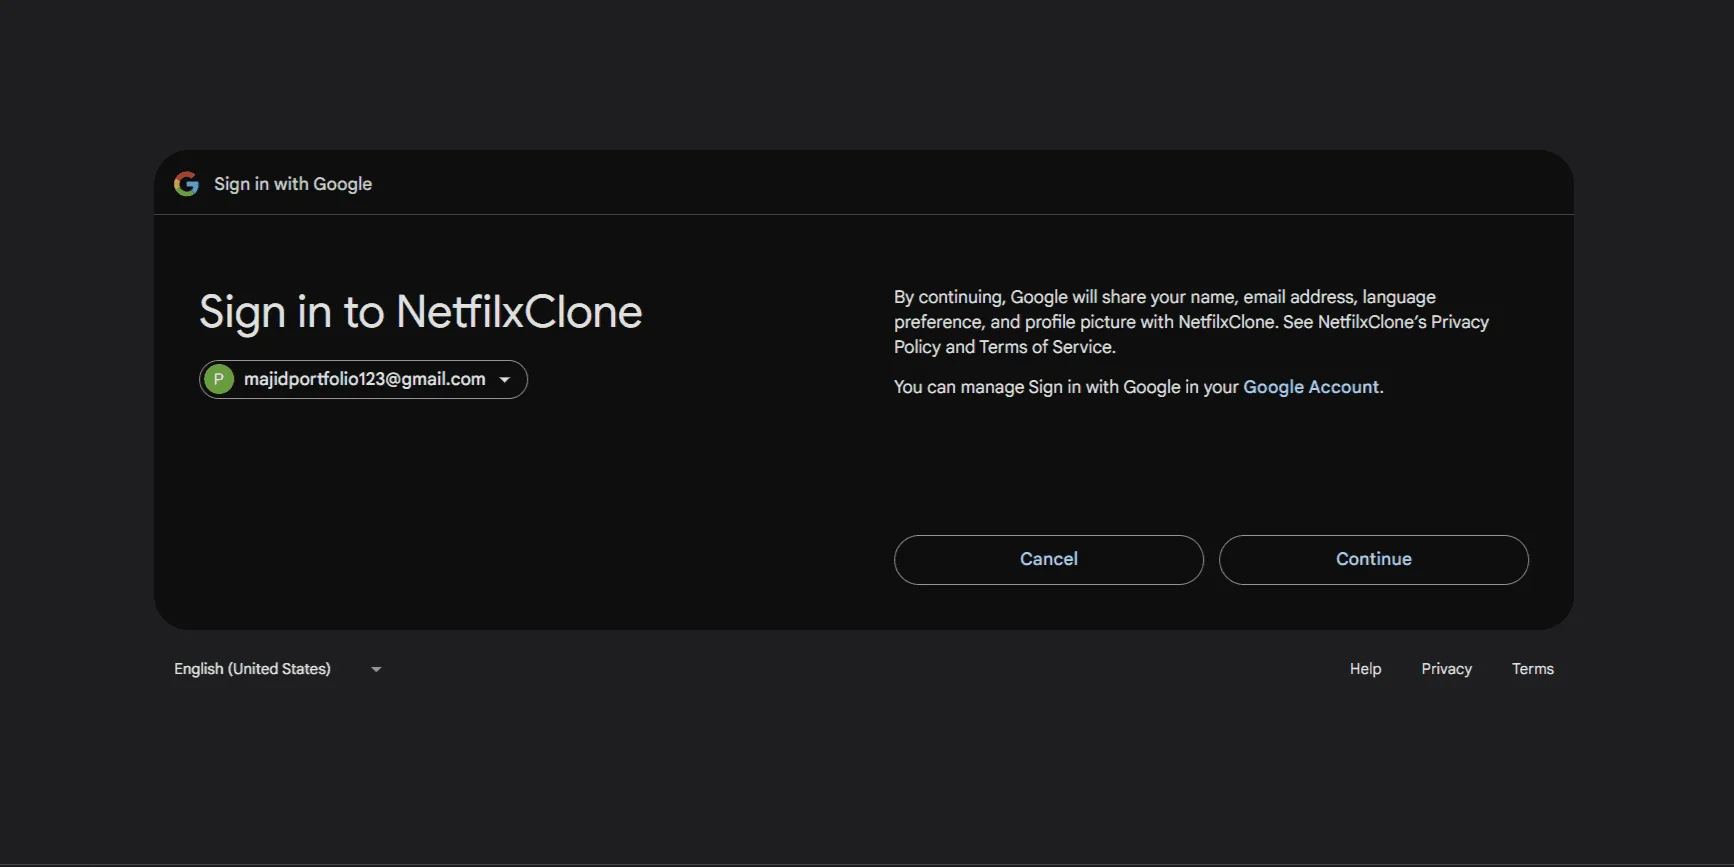 Sign in with Google
Sign in to NetfilxClone
P
majidportfolio123@gmail.com
By continuing, Google will share your name, email address, language
preference, and profile picture with NetfilxClone. See NetfilxClone's Privacy
Policy and Terms of Service.
You can manage Sign in with Google in your Google Account.
Cancel
Continue
English (United States)
Help
Privacy
Terms